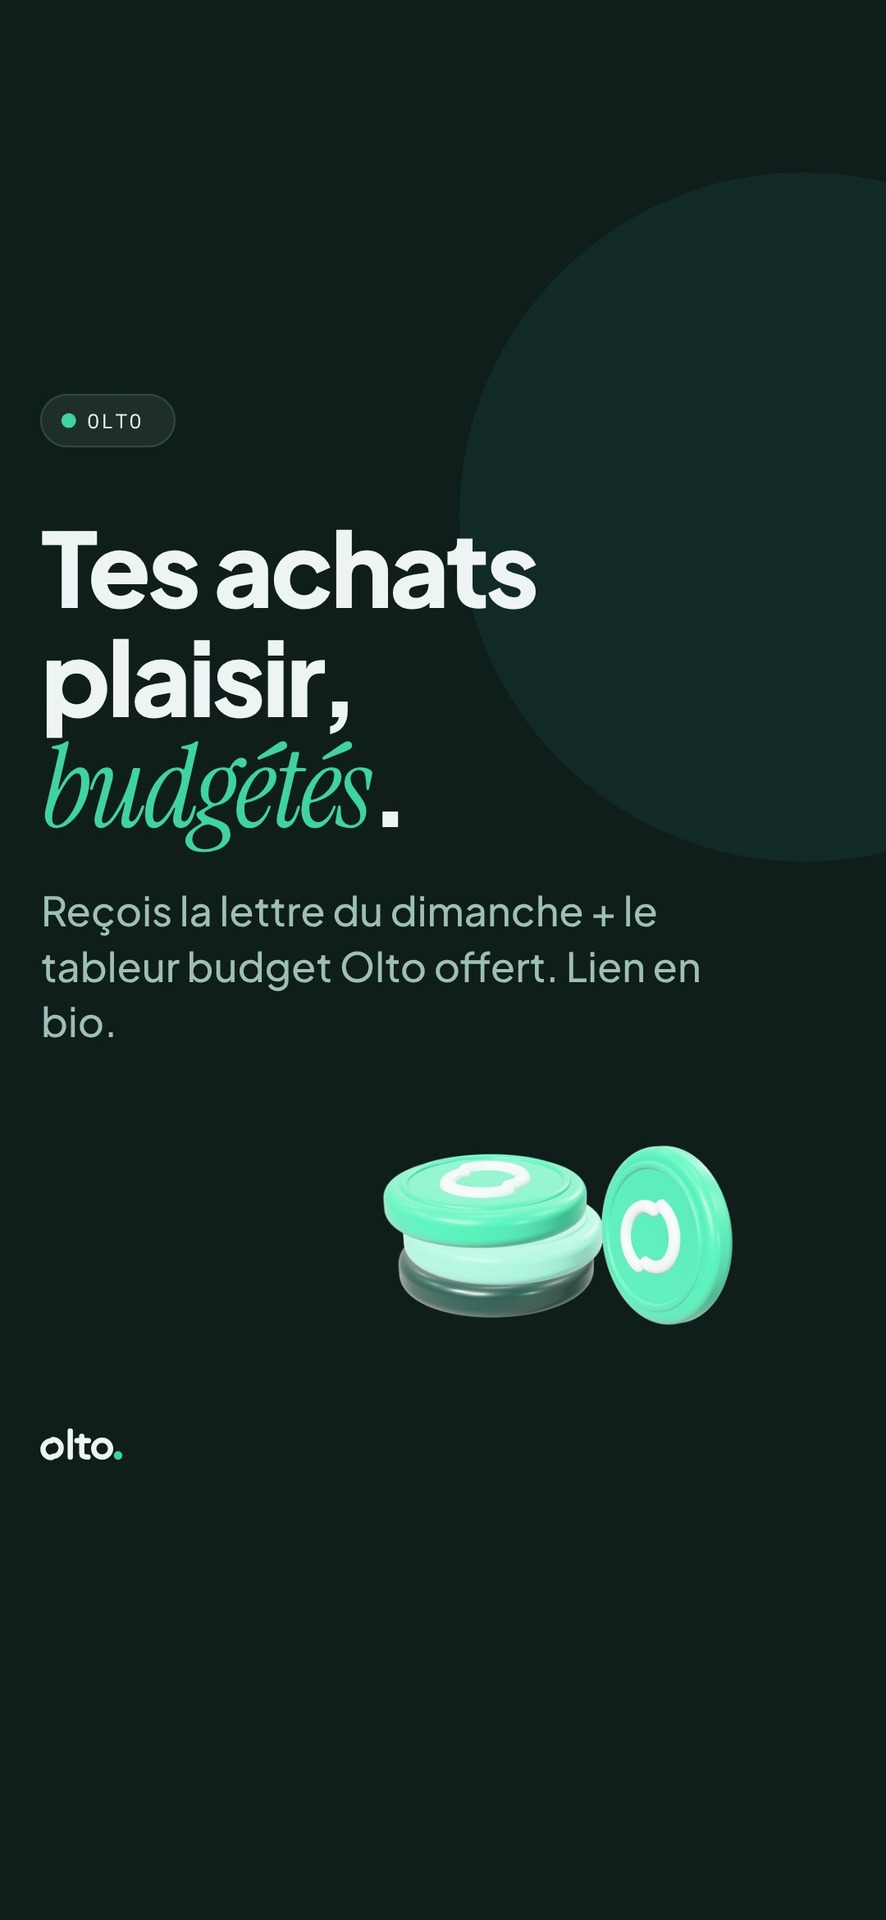 OLTO
Tes achats
plaisir,
budgétés.
Reçois la lettre du dimanche + le
tableur budget Olto offert. Lien en
bio.
olto.